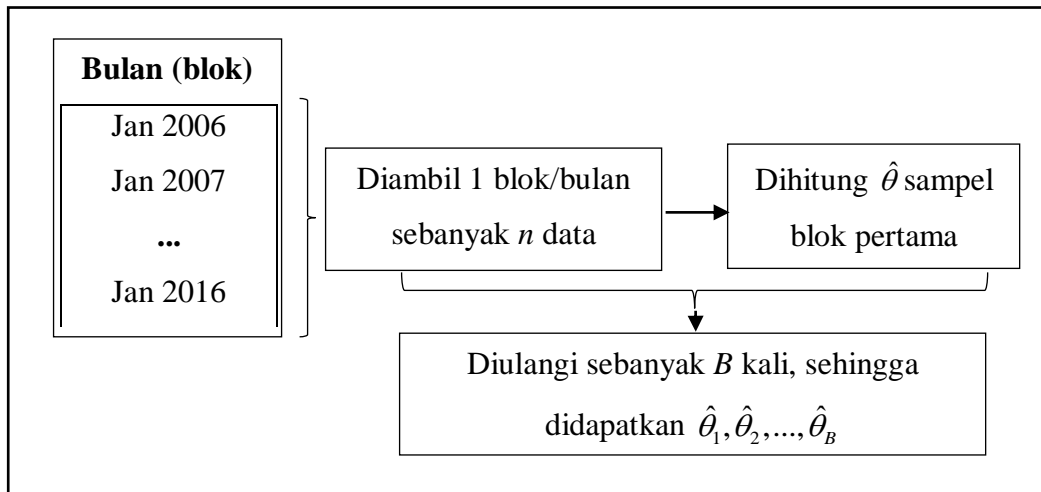 Bulan (blok)
Jan 2006
Jan 2007
...
Jan 2016
Diambil 1 blok/bulan
sebanyak n data
Dihitung θ̂ sampel
blok pertama
Diulangi sebanyak B kali, sehingga
didapatkan θ̂₁,θ̂₂,...,θ̂_B